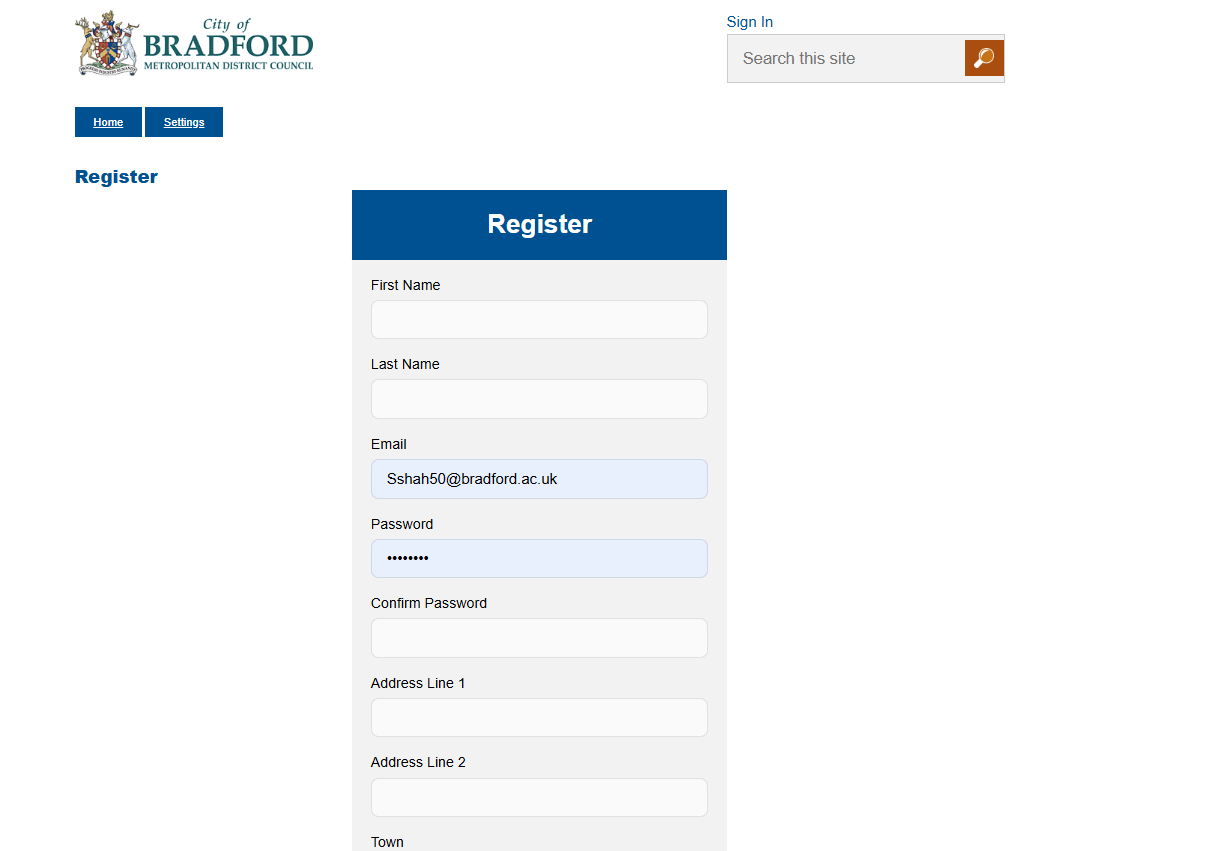 City of
BRADFORD
METROPOLITAN DISTRICT COUNCIL
Sign In
Search this site
Home
Settings
Register
Register
First Name
Last Name
Email
Sshah50@bradford.ac.uk
Password
••••••••
Confirm Password
Address Line 1
Address Line 2
Town